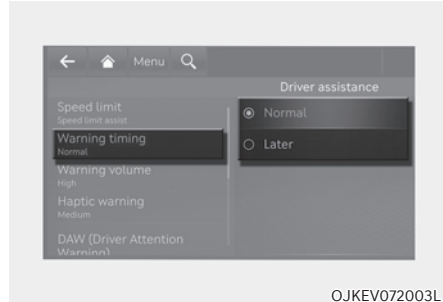 Menu
Driver assistance
Speed limit
Speed limit assist
Warning timing
Normal
Warning volume
High
Haptic warning
Medium
DAW (Driver Attention
Warning)
Normal
Later
OJKEV072003L